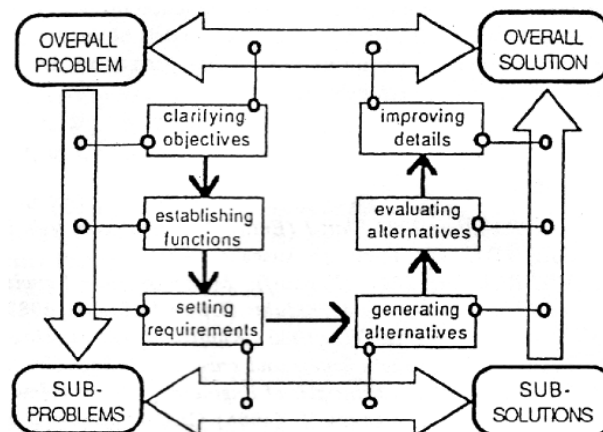 OVERALL
PROBLEM
OVERALL
SOLUTION
clarifying
objectives
improving
details
establishing
functions
evaluating
alternatives
setting
requirements
generating
alternatives
SUB-
PROBLEMS
SUB-
SOLUTIONS